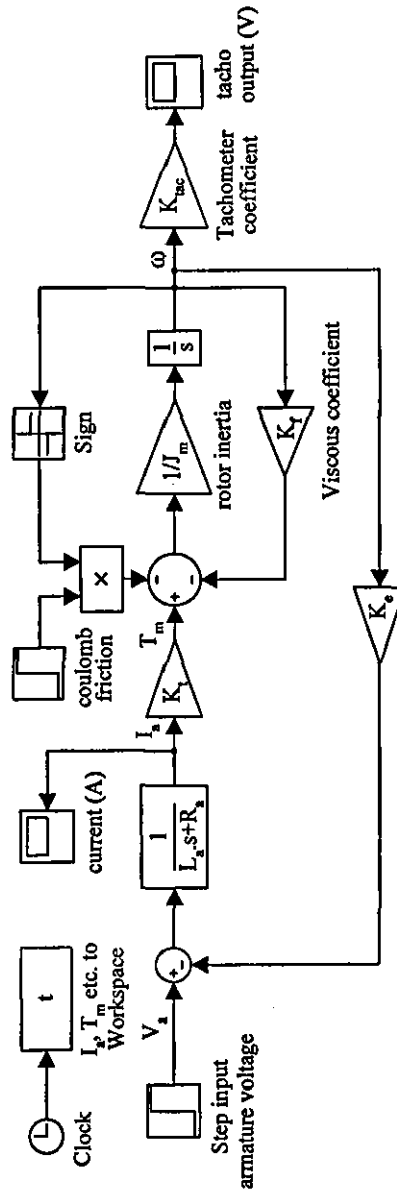 Clock
t
I_a, T_m etc. to
Workspace
current (A)
coulomb
friction
×
Sign
Step input
armature voltage
V_a
+
-
1
L_a.s+R_a
I_a
K_t
T_m
+
-
-
1/J_m
rotor inertia
1
s
ω
K_tac
Tachometer
coefficient
tacho
output (V)
K_f
Viscous coefficient
K_e